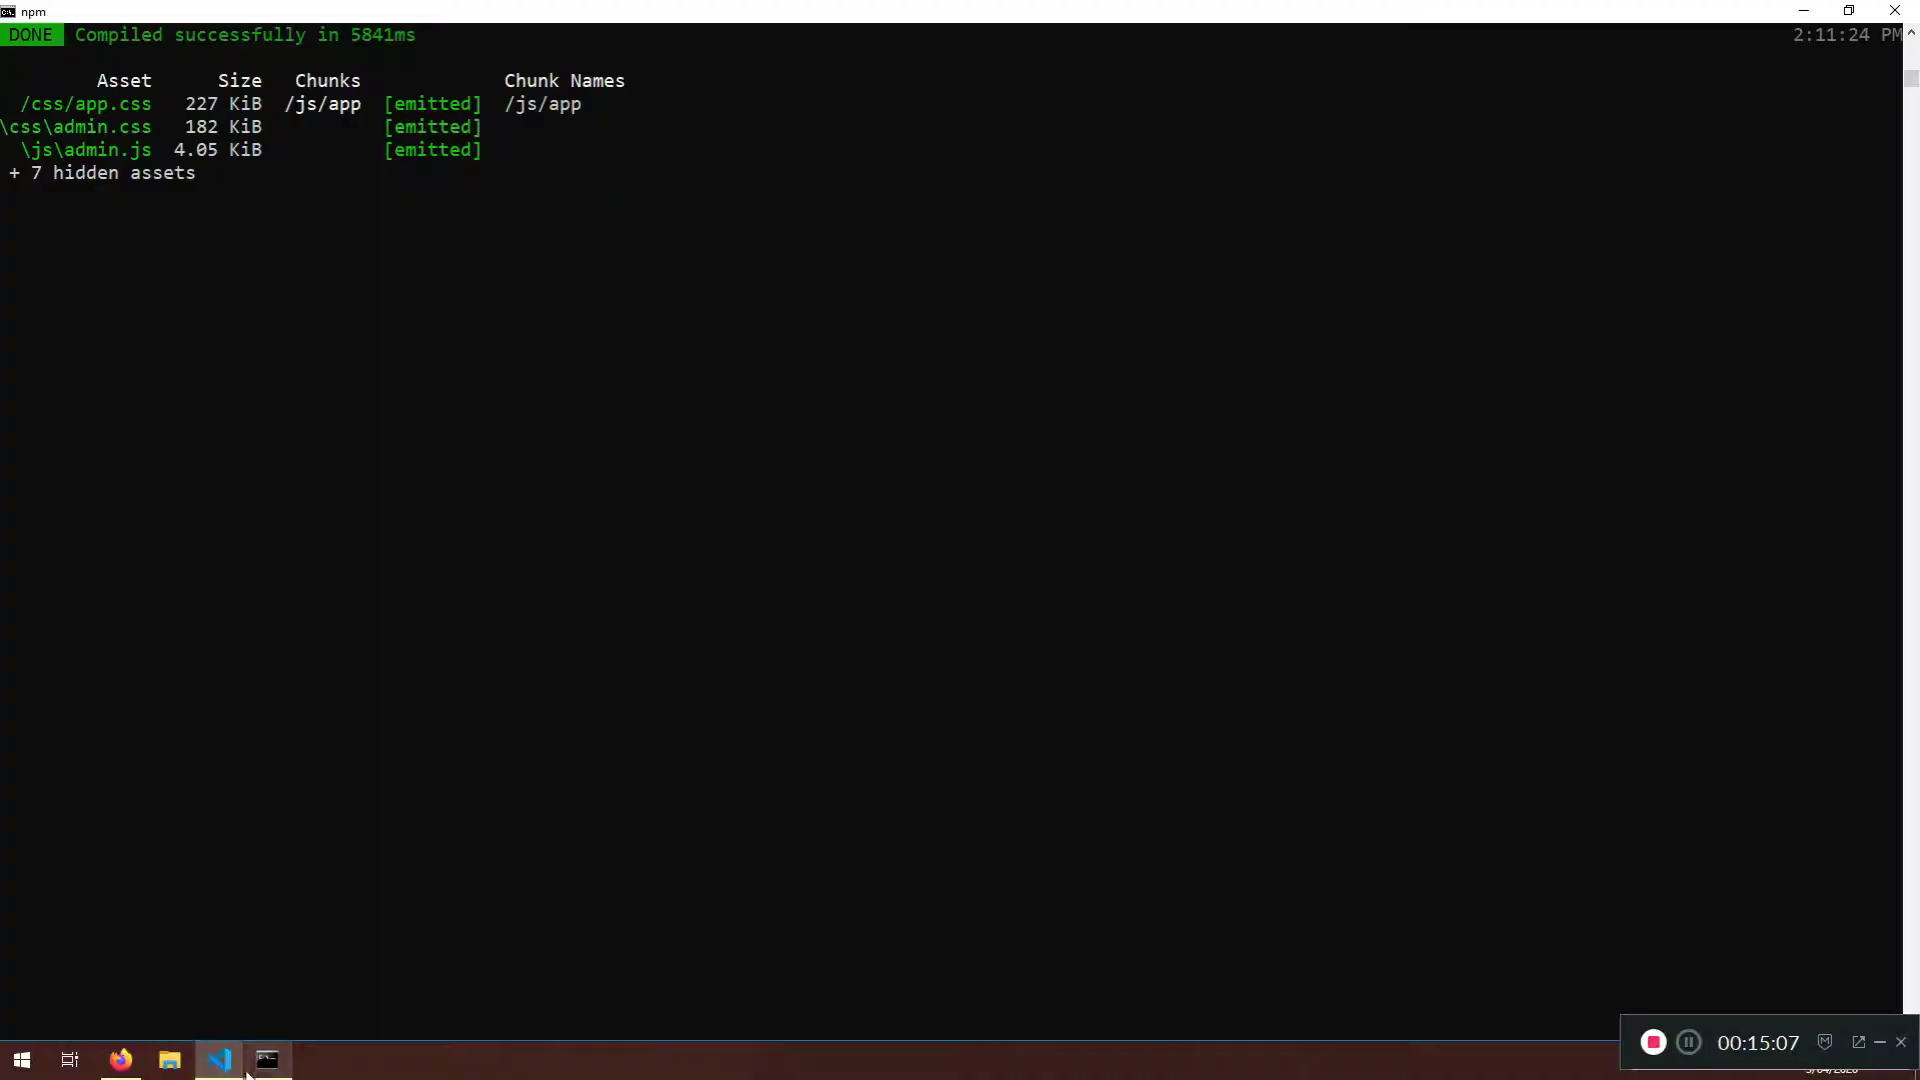 npm
DONE Compiled successfully in 5841ms 2:11:24 PM
Asset Size Chunks Chunk Names
/css/app.css 227 KiB /js/app [emitted] /js/app
\css\admin.css 182 KiB [emitted]
\js\admin.js 4.05 KiB [emitted]
+ 7 hidden assets
00:15:07